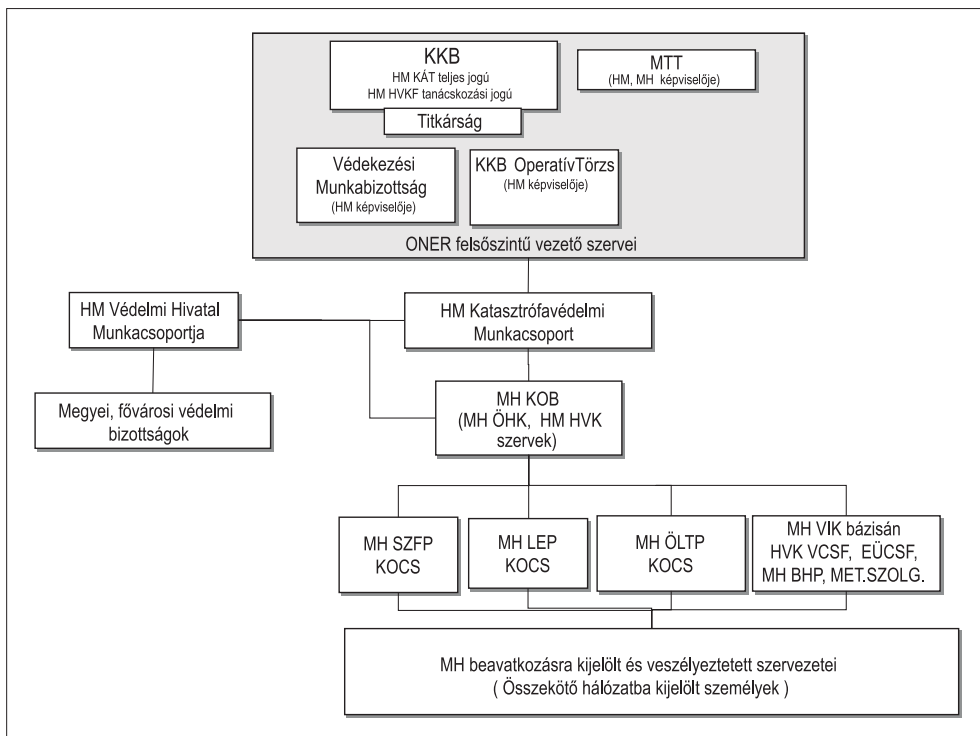 KKB
HM KÁT teljes jogú
HM HVKF tanácskozási jogú
Titkárság
MTT
(HM, MH képviselője)
Védekezési
Munkabizottság
(HM képviselője)
KKB OperatívTörzs
(HM képviselője)
ONER felsőszintű vezető szervei
HM Védelmi Hivatal
Munkacsoportja
HM Katasztrófavédelmi
Munkacsoport
Megyei, fővárosi védelmi
bizottságok
MH KOB
(MH ÖHK, HM HVK
szervek)
MH SZFP
KOCS
MH LEP
KOCS
MH ÖLTP
KOCS
MH VIK bázisán
HVK VCSF, EÜCSF,
MH BHP, MET.SZOLG.
MH beavatkozásra kijelölt és veszélyeztetett szervezetei
( Összekötő hálózatba kijelölt személyek )